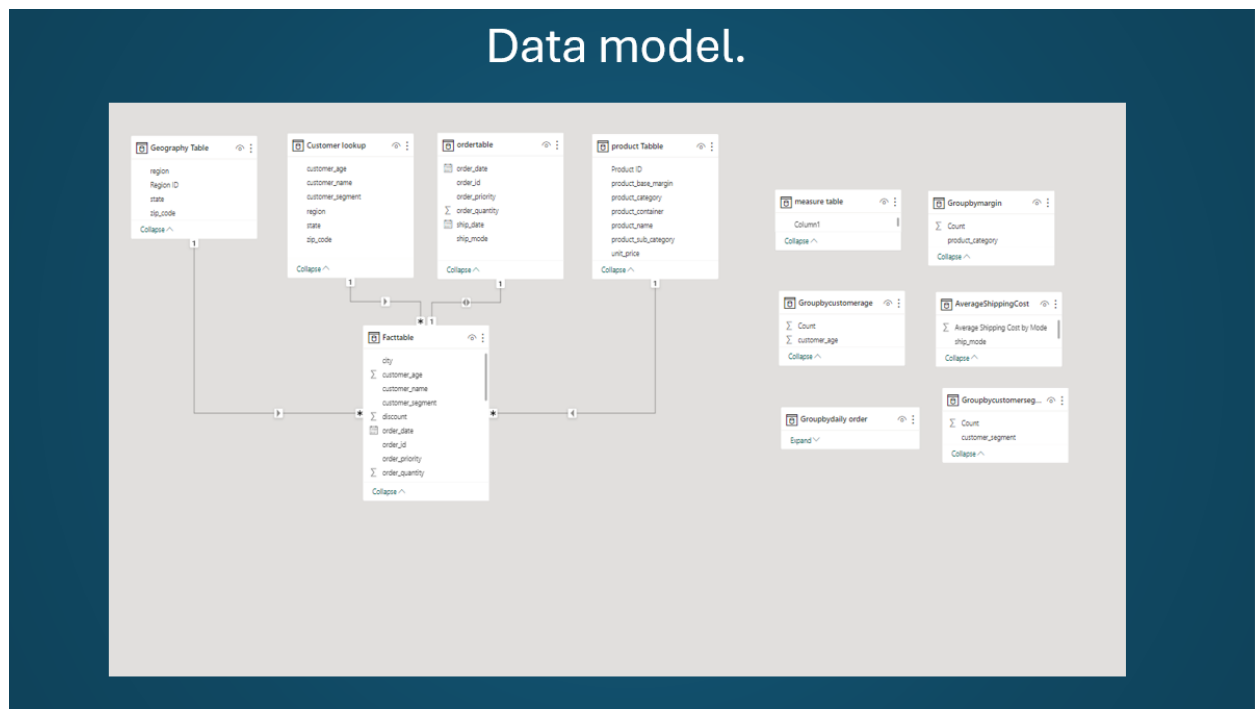 Data model.
Geography Table
region
Region ID
state
zip_code
Collapse
1
Customer lookup
customer_age
customer_name
customer_segment
region
state
zip_code
Collapse
1
ordertable
order_date
order_id
order_priority
∑ order_quantity
ship_date
ship_mode
Collapse
1
product Tabble
Product ID
product_base_margin
product_category
product_container
product_name
product_sub_category
unit_price
Collapse
1
* 1
Facttable
city
∑ customer_age
customer_name
customer_segment
∑ discount
order_date
order_id
order_priority
∑ order_quantity
Collapse
*
*
measure table
Column1
Collapse
Groupbymargin
∑ Count
product_category
Collapse
Groupbycustomerage
∑ Count
∑ customer_age
Collapse
AverageShippingCost
∑ Average Shipping Cost by Mode
ship_mode
Collapse
Groupbydaily order
Expand
Groupbycustomerseg...
∑ Count
customer_segment
Collapse